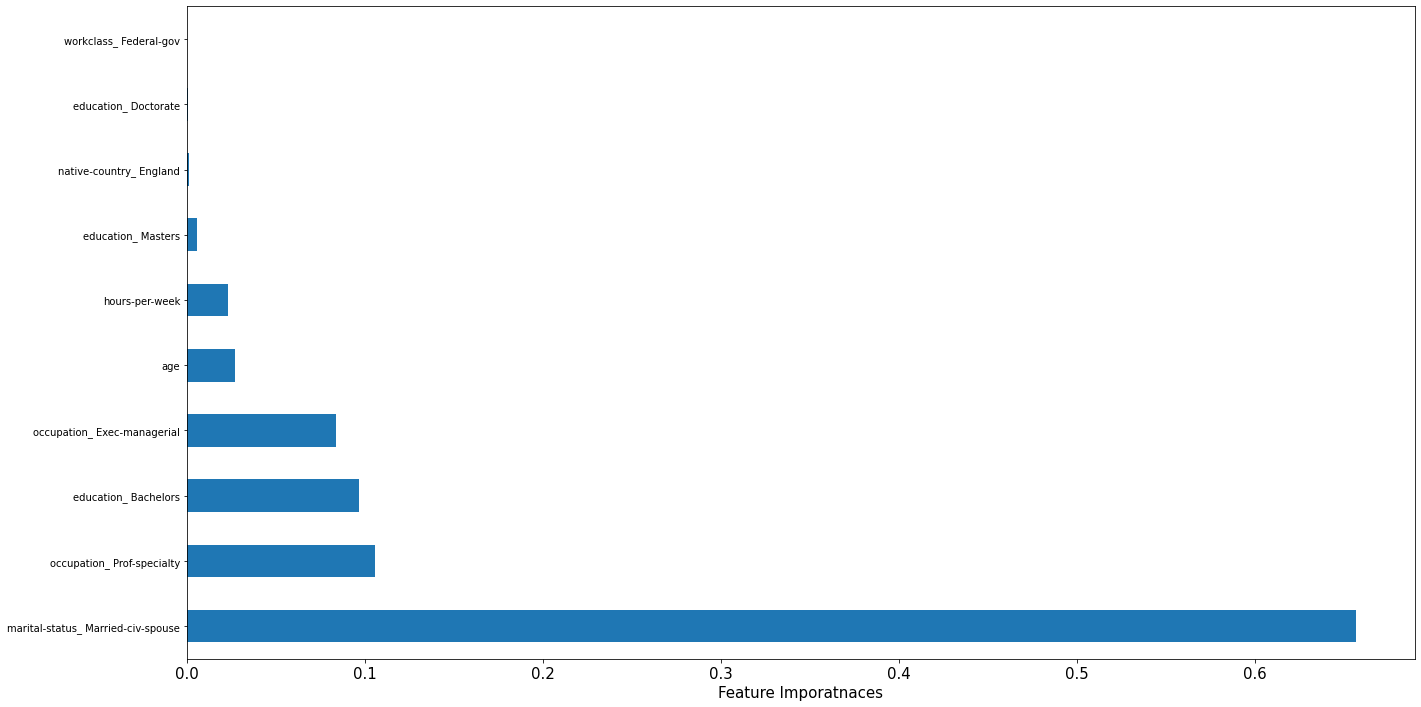 workclass_ Federal-gov
education_ Doctorate
native-country_ England
education_ Masters
hours-per-week
age
occupation_ Exec-managerial
education_ Bachelors
occupation_ Prof-specialty
marital-status_ Married-civ-spouse
0.0 0.1 0.2 0.3 0.4 0.5 0.6
Feature Imporatnaces